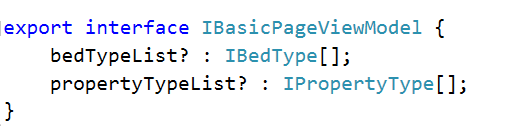 export interface IBasicPageViewModel {
    bedTypeList? : IBedType[];
    propertyTypeList? : IPropertyType[];
}